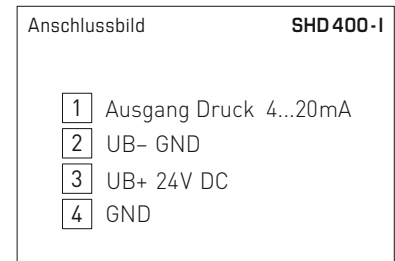 Anschlussbild SHD 400-I
1 Ausgang Druck 4...20mA
2 UB– GND
3 UB+ 24V DC
4 GND